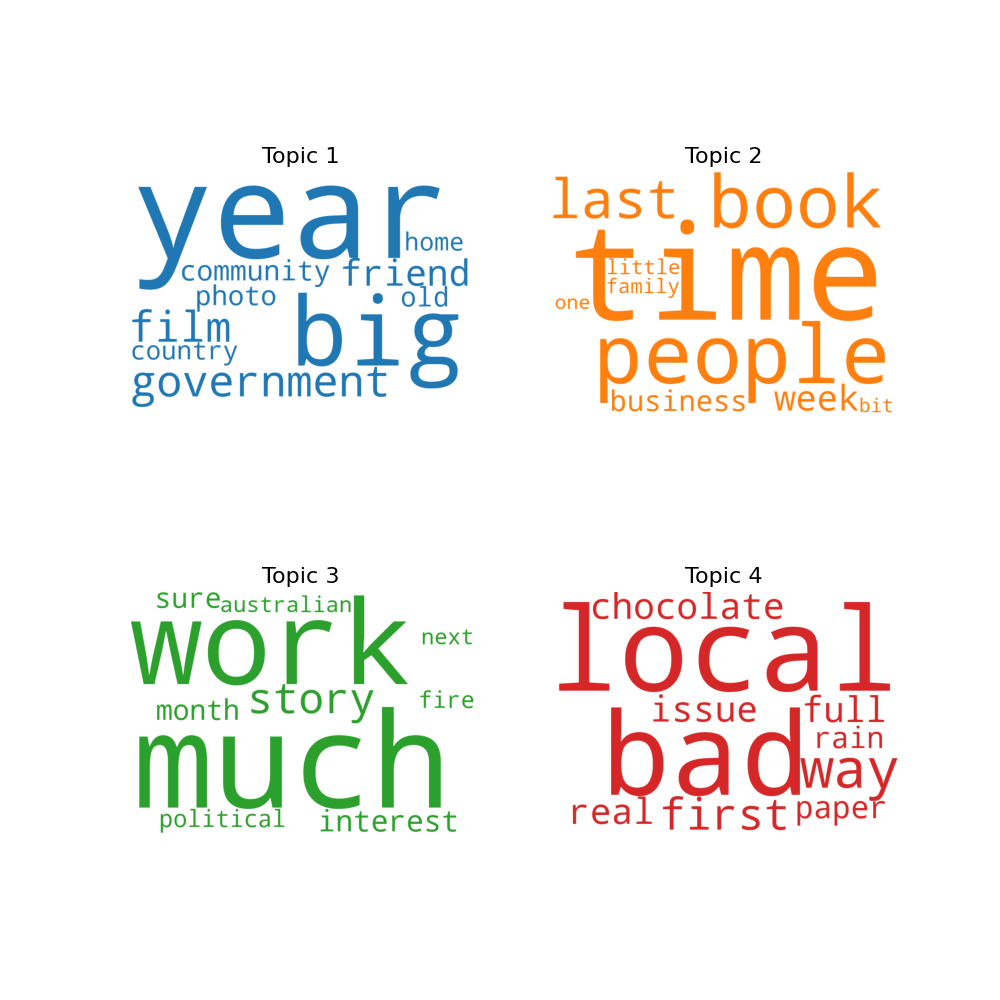 Topic 1
year
home
community friend
photo old
film big
country
government
Topic 2
last book
time
little
family
one
people
business week bit
Topic 3
sure australian
work next
story fire
month
much
political interest
Topic 4
chocolate
local
issue full
rain
bad way
real first paper